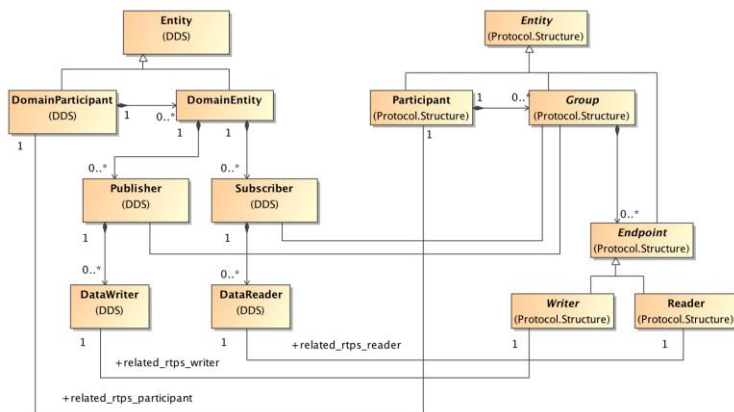 Entity
(DDS)
Entity
(Protocol.Structure)
DomainParticipant
(DDS)
1
0..*
DomainEntity
Participant
(Protocol.Structure)
1
0..*
Group
(Protocol.Structure)
1
1
1
1
0..*
0..*
Publisher
(DDS)
Subscriber
(DDS)
0..*
1
1
Endpoint
(Protocol.Structure)
0..*
0..*
DataWriter
(DDS)
DataReader
(DDS)
Writer
(Protocol.Structure)
Reader
(Protocol.Structure)
1
1
1
1
+related_rtps_reader
+related_rtps_writer
+related_rtps_participant